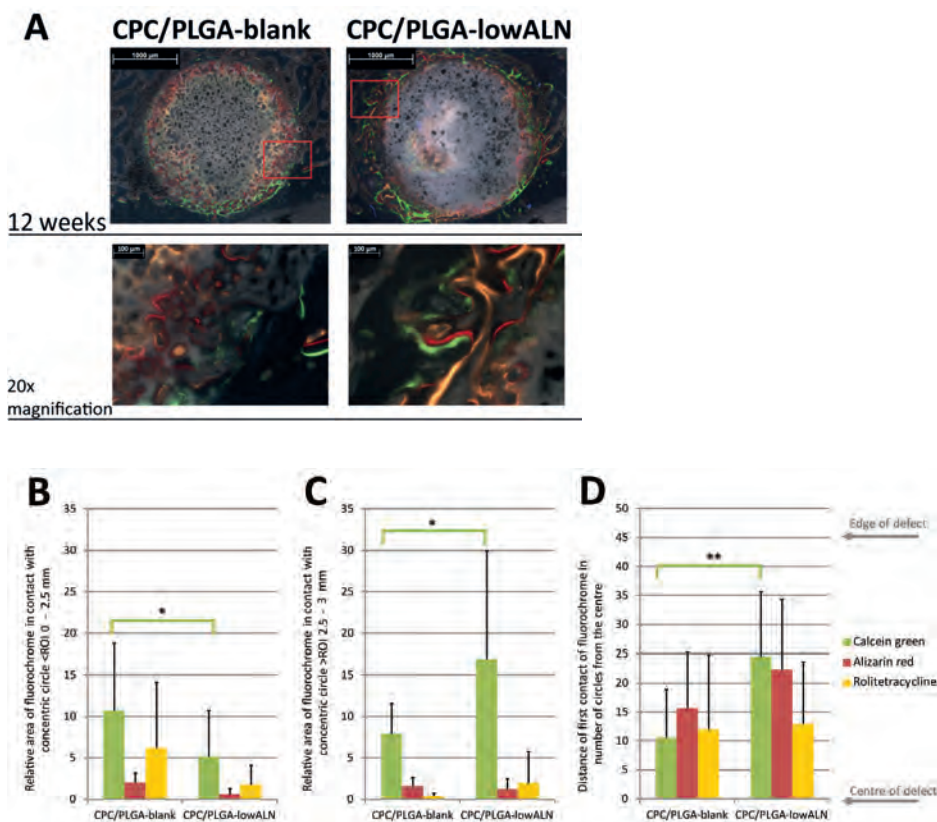 A
CPC/PLGA-blank
CPC/PLGA-lowALN
1000 µm
1000 µm
12 weeks
100 µm
100 µm
20x
magnification
B
Relative area of fluorochrome in contact with
concentric circle <ROI 0 - 2.5 mm
35
30
25
20
15
10
5
0
*
CPC/PLGA-blank
CPC/PLGA-lowALN
C
Relative area of fluorochrome in contact with
concentric circle >ROI 2.5 - 3 mm
35
30
25
20
15
10
5
0
*
CPC/PLGA-blank
CPC/PLGA-lowALN
D
Distance of first contact of fluorochrome in
number of circles from the centre
50
45
40
35
30
25
20
15
10
5
0
**
CPC/PLGA-blank
CPC/PLGA-lowALN
Edge of defect
Calcein green
Alizarin red
Rolitetracycline
Centre of defect